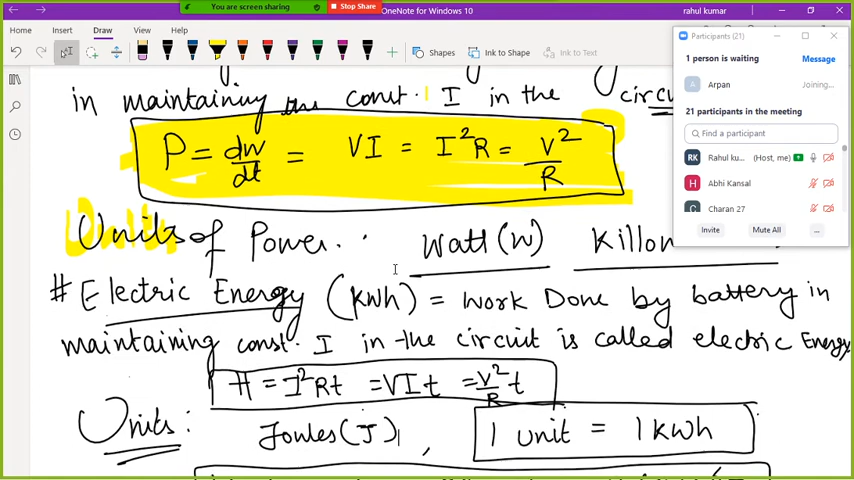 You are screen sharing
Stop Share
OneNote for Windows 10
rahul kumar
Home
Insert
Draw
View
Help
Shapes
Ink to Shape
Ink to Text
Participants (21)
1 person is waiting
Message
A
Arpan
Joining...
21 participants in the meeting
Find a participant
RK
Rahul ku...
(Host, me)
H
Abhi Kansal
C
Charan 27
Invite
Mute All
...
in maintaining the const. I in the
P = dw/dt = VI = I²R = V²/R
Units of Power. : Watt (W)
# Electric Energy (kWh) = Work Done by battery in
maintaining const. I in the circuit is called electric Energy
H = I²Rt = VIt = V²/R t
Units:
Joules (J) , 1 unit = 1 kWh